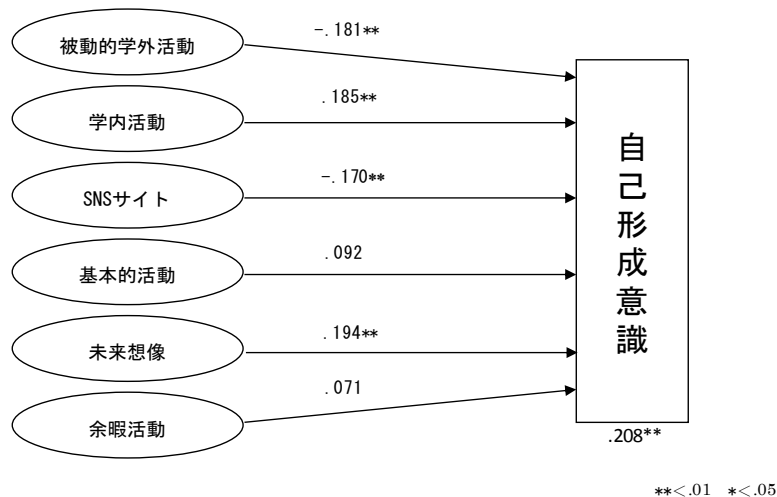 被動的学外活動
-.181**
学内活動
.185**
SNSサイト
-.170**
基本的活動
.092
未来想像
.194**
余暇活動
.071
自己形成意識
.208**
**<.01 *<.05